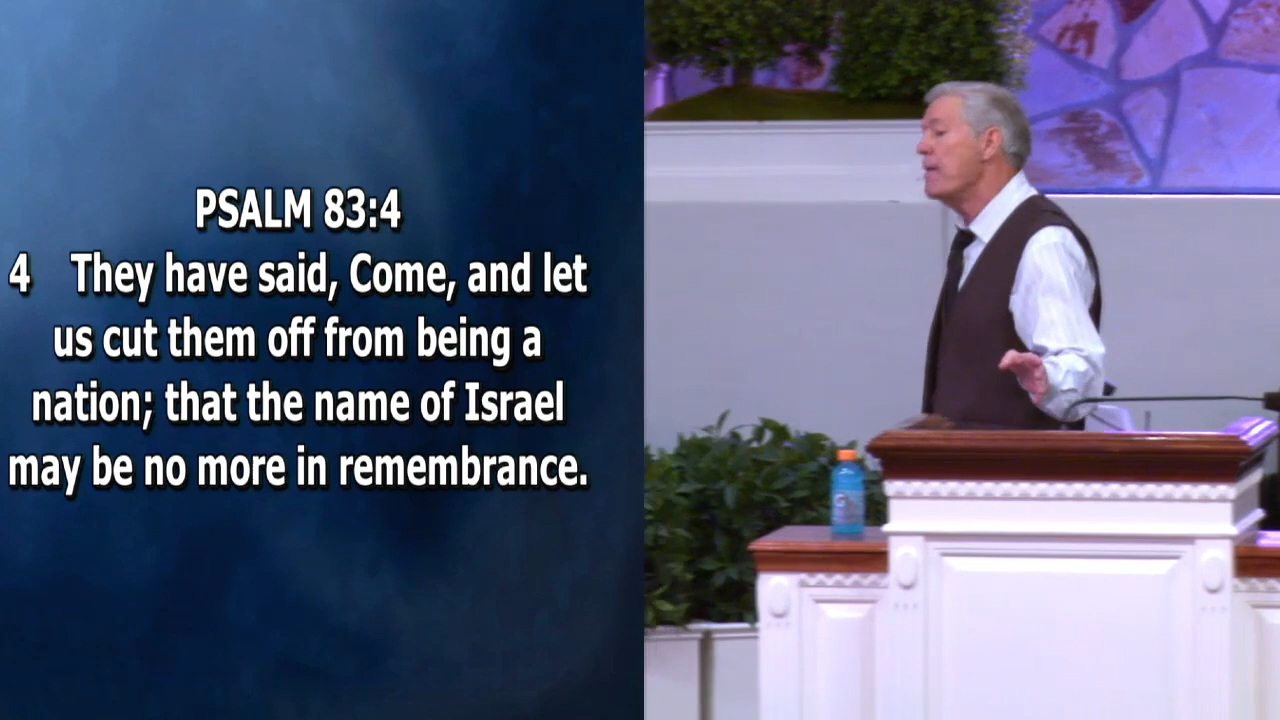 PSALM 83:4
4 They have said, Come, and let
us cut them off from being a
nation; that the name of Israel
may be no more in remembrance.